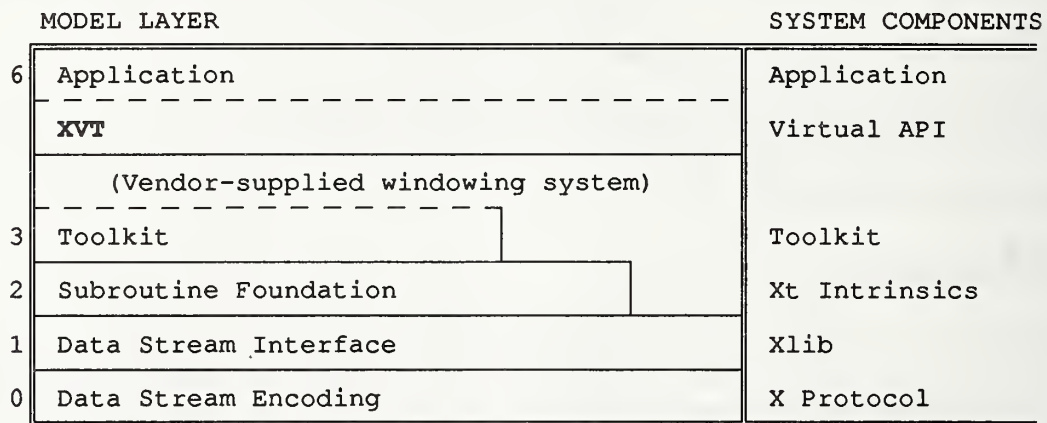 MODEL LAYER SYSTEM COMPONENTS
6 Application Application
XVT Virtual API
(Vendor-supplied windowing system)
3 Toolkit Toolkit
2 Subroutine Foundation Xt Intrinsics
1 Data Stream Interface Xlib
0 Data Stream Encoding X Protocol